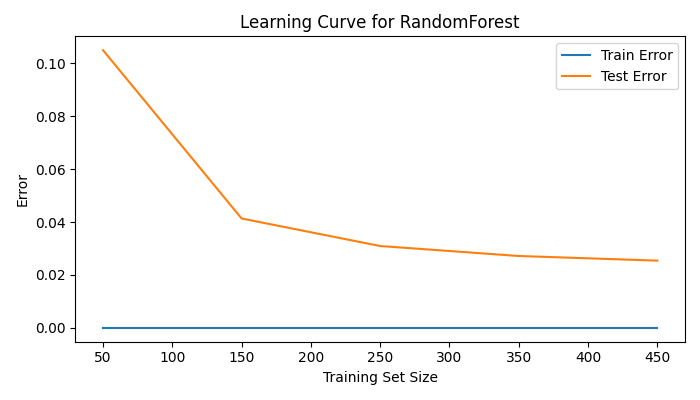 Learning Curve for RandomForest
Train Error
Test Error
Error
0.10
0.08
0.06
0.04
0.02
0.00
50 100 150 200 250 300 350 400 450
Training Set Size